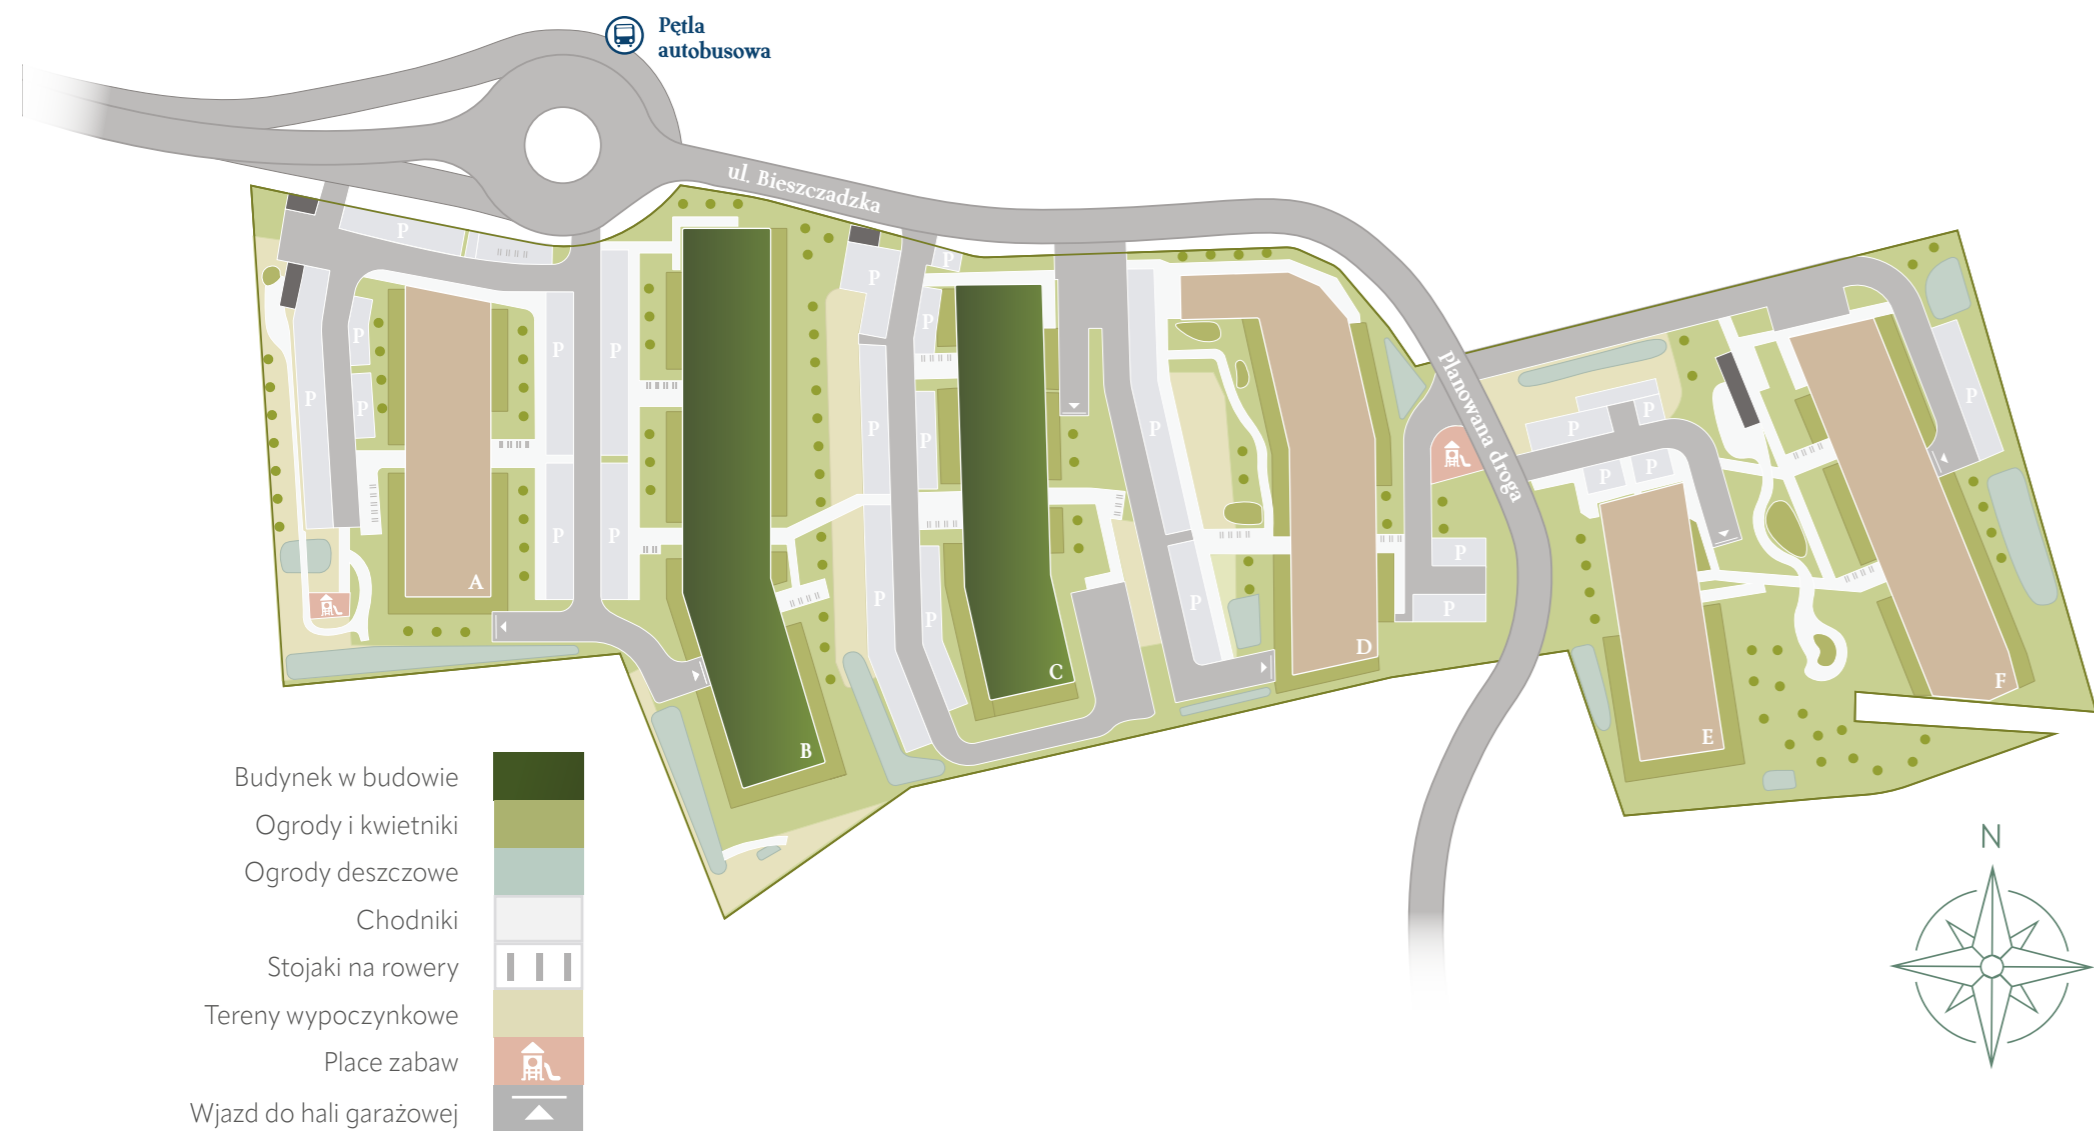 Pętla
autobusowa
ul. Bieszczadzka
P
P
P
P
P
P
P
P
P
A
P
P
P
P
P
P
P
P
P
B
C
P
P
P
D
Planowana droga
P
P
P
P
P
P
P
E
F
Budynek w budowie
Ogrody i kwietniki
Ogrody deszczowe
Chodniki
Stojaki na rowery
Tereny wypoczynkowe
Place zabaw
Wjazd do hali garażowej
N